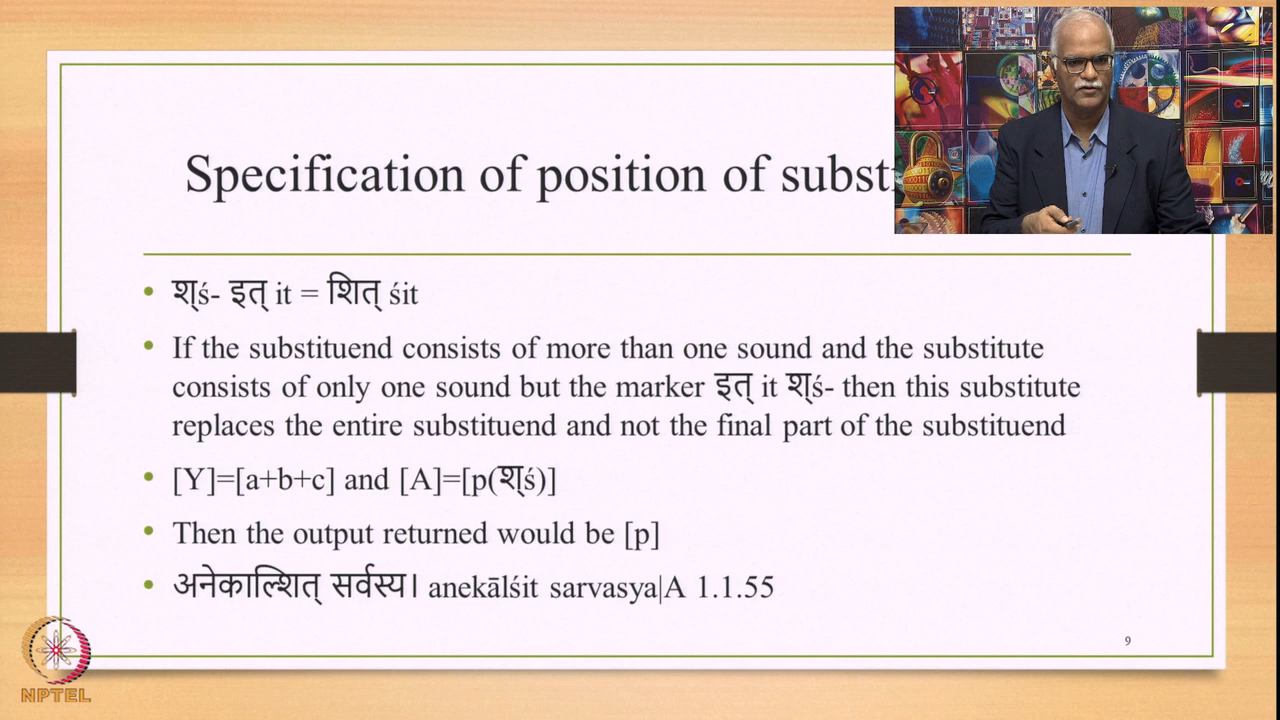 Specification of position of subst
श्ś- इत् it = शित् śit
If the substituend consists of more than one sound and the substitute
consists of only one sound but the marker इत् it श्ś- then this substitute
replaces the entire substituend and not the final part of the substituend
[Y]=[a+b+c] and [A]=[p(श्ś)]
Then the output returned would be [p]
अनेकाल्शित् सर्वस्य। anekālśit sarvasya|A 1.1.55
9
NPTEL